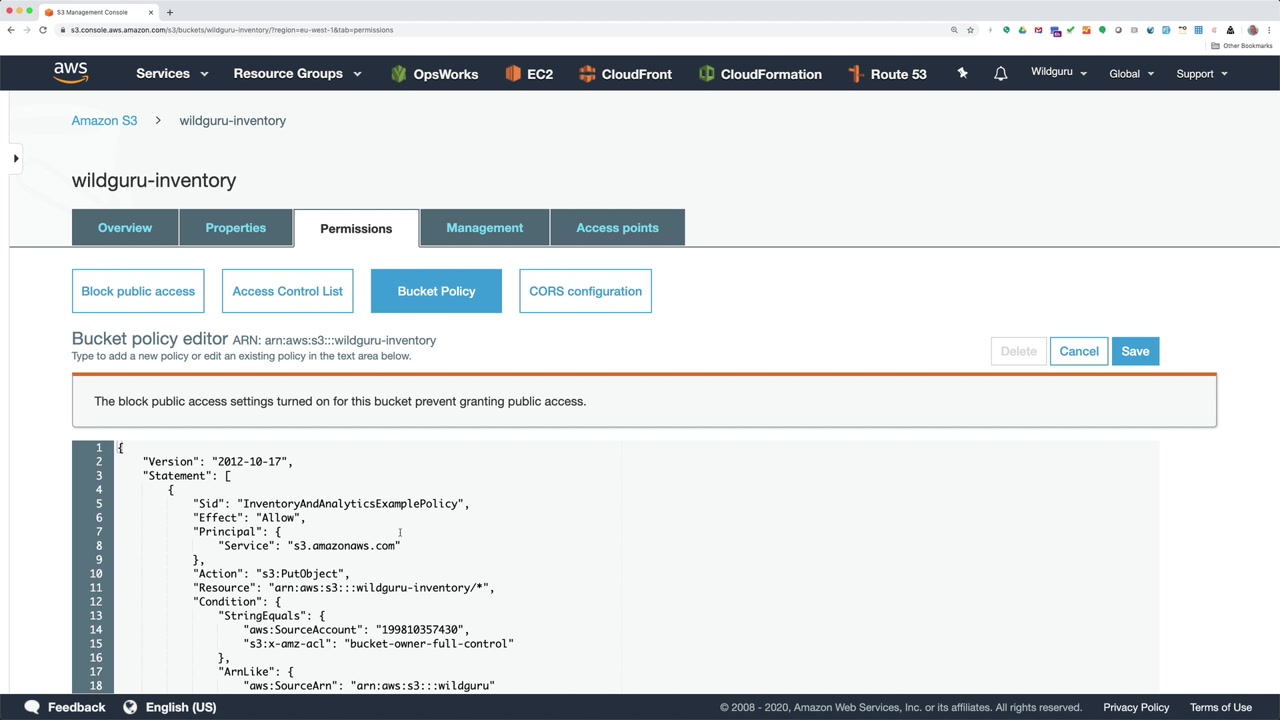 S3 Management Console
s3.console.aws.amazon.com/s3/buckets/wildguru-inventory/?region=eu-west-1&tab=permissions
Other Bookmarks
aws
Services
Resource Groups
OpsWorks
EC2
CloudFront
CloudFormation
Route 53
Wildguru
Global
Support
Amazon S3 > wildguru-inventory
wildguru-inventory
Overview
Properties
Permissions
Management
Access points
Block public access
Access Control List
Bucket Policy
CORS configuration
Bucket policy editor ARN: arn:aws:s3:::wildguru-inventory
Type to add a new policy or edit an existing policy in the text area below.
Delete
Cancel
Save
The block public access settings turned on for this bucket prevent granting public access.
1 {
2 "Version": "2012-10-17",
3 "Statement": [
4 {
5 "Sid": "InventoryAndAnalyticsExamplePolicy",
6 "Effect": "Allow",
7 "Principal": {
8 "Service": "s3.amazonaws.com"
9 },
10 "Action": "s3:PutObject",
11 "Resource": "arn:aws:s3:::wildguru-inventory/*",
12 "Condition": {
13 "StringEquals": {
14 "aws:SourceAccount": "199810357430",
15 "s3:x-amz-acl": "bucket-owner-full-control"
16 },
17 "ArnLike": {
18 "aws:SourceArn": "arn:aws:s3:::wildguru"
Feedback
English (US)
© 2008 - 2020, Amazon Web Services, Inc. or its affiliates. All rights reserved.
Privacy Policy
Terms of Use